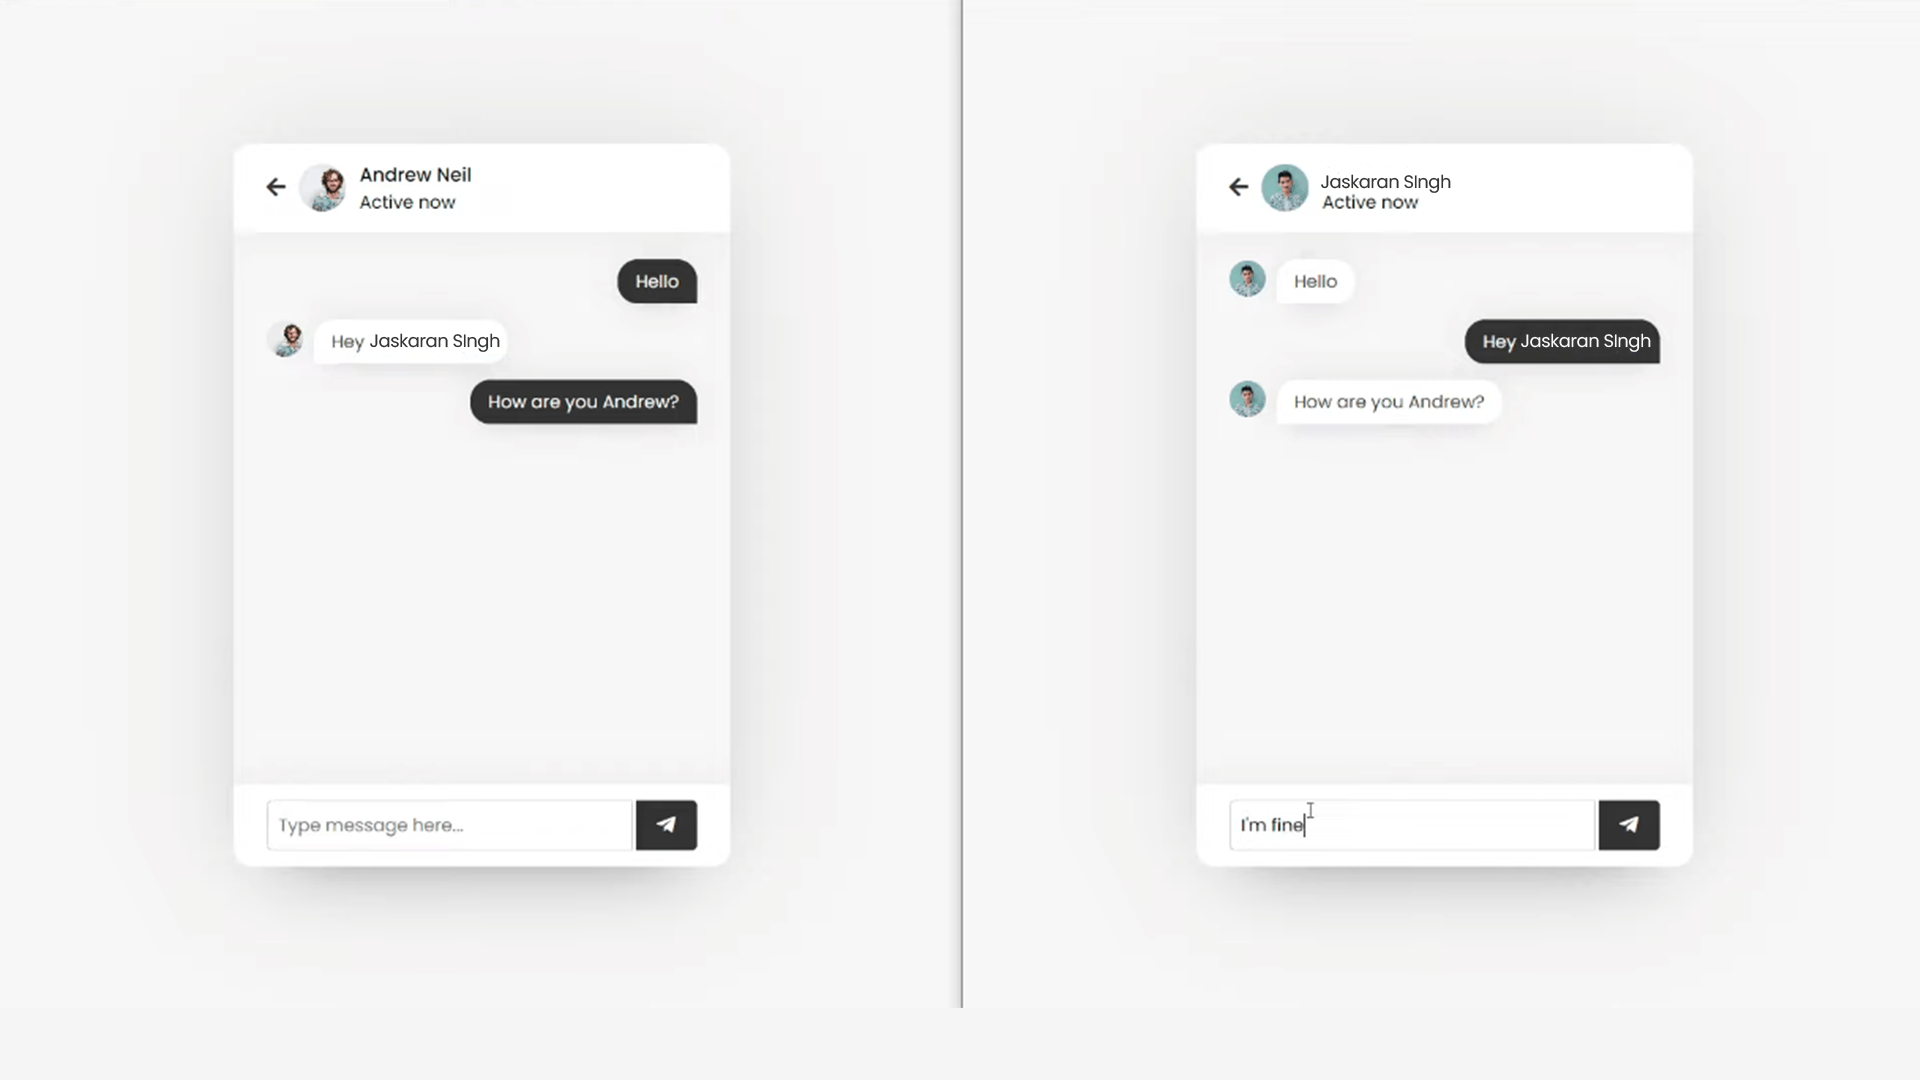 Andrew Neil
Active now
Hello
Hey Jaskaran SIngh
How are you Andrew?
Type message here...
Jaskaran SIngh
Active now
Hello
Hey Jaskaran SIngh
How are you Andrew?
I'm fine